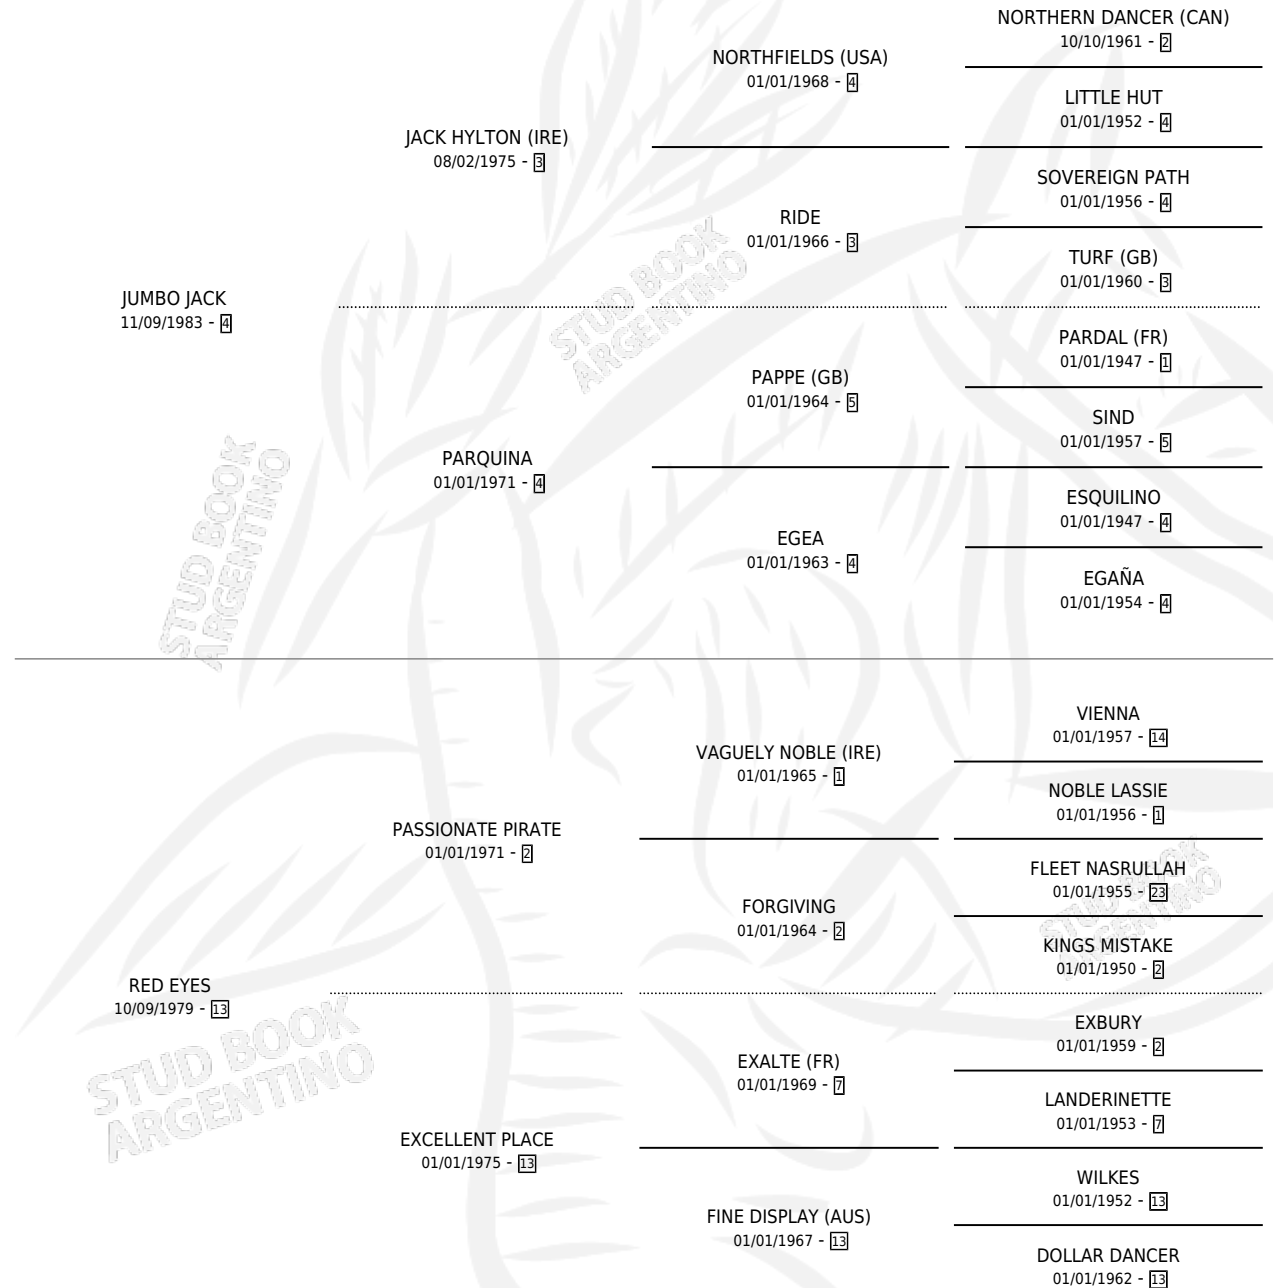 NORTHERN DANCER (CAN)
10/10/1961 - 2
NORTHFIELDS (USA)
01/01/1968 - 4
LITTLE HUT
01/01/1952 - 4
JACK HYLTON (IRE)
08/02/1975 - 3
SOVEREIGN PATH
01/01/1956 - 4
RIDE
01/01/1966 - 3
TURF (GB)
01/01/1960 - 3
JUMBO JACK
11/09/1983 - 4
PARDAL (FR)
01/01/1947 - 1
PAPPE (GB)
01/01/1964 - 5
SIND
01/01/1957 - 5
PARQUINA
01/01/1971 - 4
ESQUILINO
01/01/1947 - 4
EGEA
01/01/1963 - 4
EGAÑA
01/01/1954 - 4
STUD BOOK
ARGENTINO
STUD BOOK
ARGENTINO
VIENNA
01/01/1957 - 14
VAGUELY NOBLE (IRE)
01/01/1965 - 1
NOBLE LASSIE
01/01/1956 - 1
PASSIONATE PIRATE
01/01/1971 - 2
FLEET NASRULLAH
01/01/1955 - 23
FORGIVING
01/01/1964 - 2
KINGS MISTAKE
01/01/1950 - 2
STUD BOOK
ARGENTINO
RED EYES
10/09/1979 - 13
EXBURY
01/01/1959 - 2
EXALTE (FR)
01/01/1969 - 7
LANDERINETTE
01/01/1953 - 7
EXCELLENT PLACE
01/01/1975 - 13
WILKES
01/01/1952 - 13
FINE DISPLAY (AUS)
01/01/1967 - 13
DOLLAR DANCER
01/01/1962 - 13
STUD BOOK
ARGENTINO